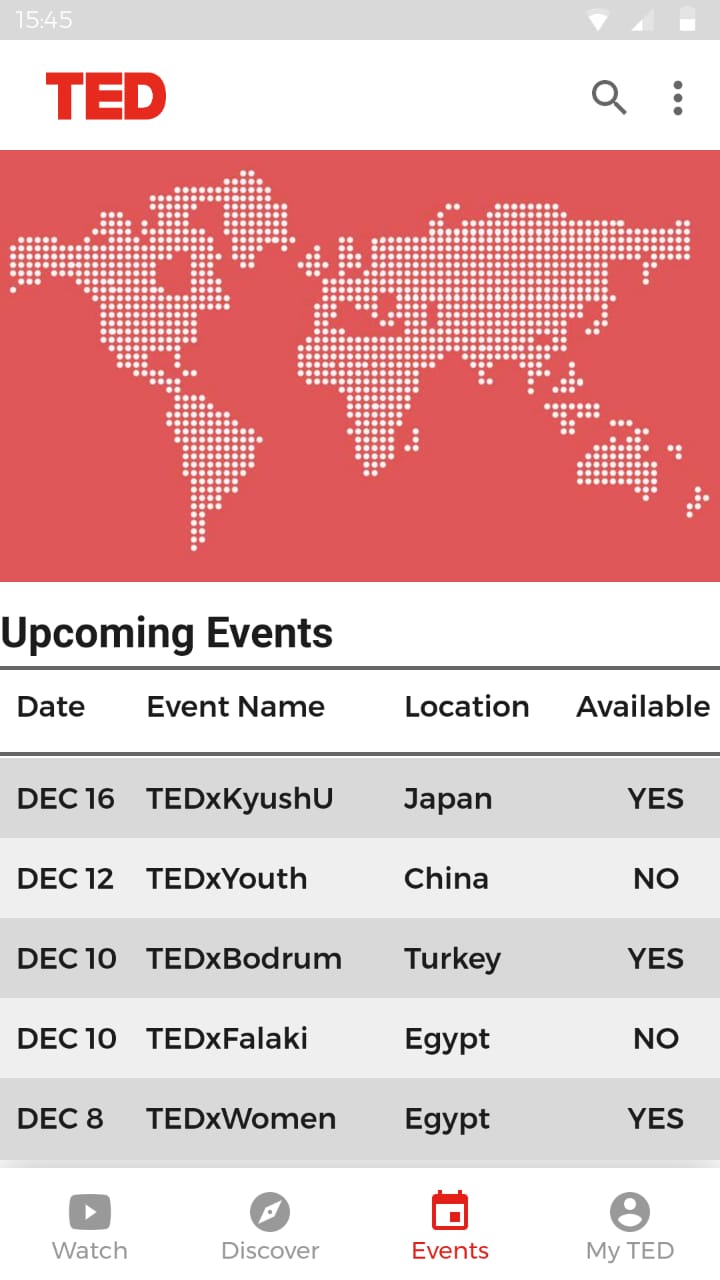 15:45
TED
Upcoming Events
Date Event Name Location Available
DEC 16 TEDxKyushU Japan YES
DEC 12 TEDxYouth China NO
DEC 10 TEDxBodrum Turkey YES
DEC 10 TEDxFalaki Egypt NO
DEC 8 TEDxWomen Egypt YES
Watch Discover Events My TED